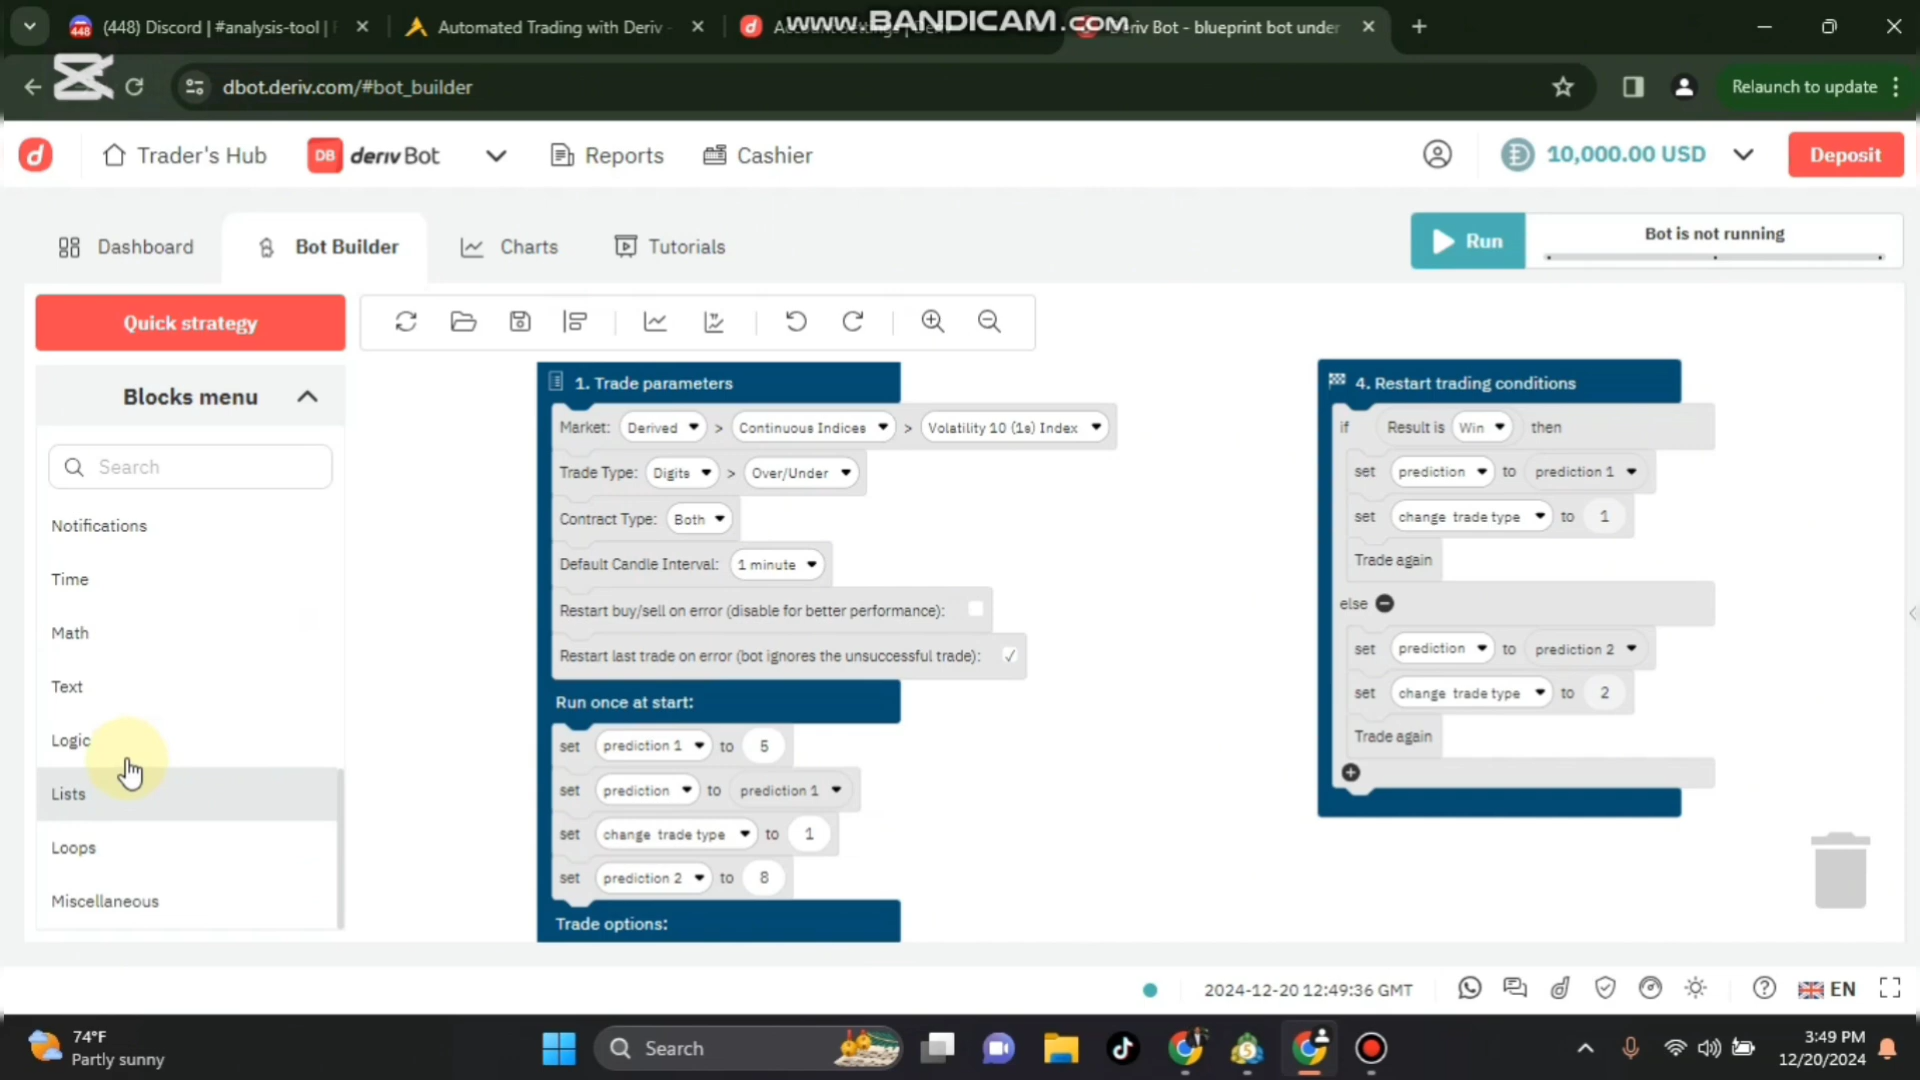 448 (448) Discord | #analysis-tool |
Automated Trading with Deriv -
www.BANDICAM.com
Deriv Bot - blueprint bot under
dbot.deriv.com/#bot_builder
Relaunch to update
Trader's Hub
DB deriv Bot
Reports
Cashier
10,000.00 USD
Deposit
Dashboard
Bot Builder
Charts
Tutorials
Run
Bot is not running
Quick strategy
Blocks menu
Search
Notifications
Time
Math
Text
Logic
Lists
Loops
Miscellaneous
1. Trade parameters
Market: Derived > Continuous Indices > Volatility 10 (1s) Index
Trade Type: Digits > Over/Under
Contract Type: Both
Default Candle Interval: 1 minute
Restart buy/sell on error (disable for better performance):
Restart last trade on error (bot ignores the unsuccessful trade): ✓
Run once at start:
set prediction 1 to 5
set prediction to prediction 1
set change trade type to 1
set prediction 2 to 8
Trade options:
4. Restart trading conditions
if Result is Win then
set prediction to prediction 1
set change trade type to 1
Trade again
else
set prediction to prediction 2
set change trade type to 2
Trade again
2024-12-20 12:49:36 GMT
EN
74°F
Partly sunny
Search
3:49 PM
12/20/2024